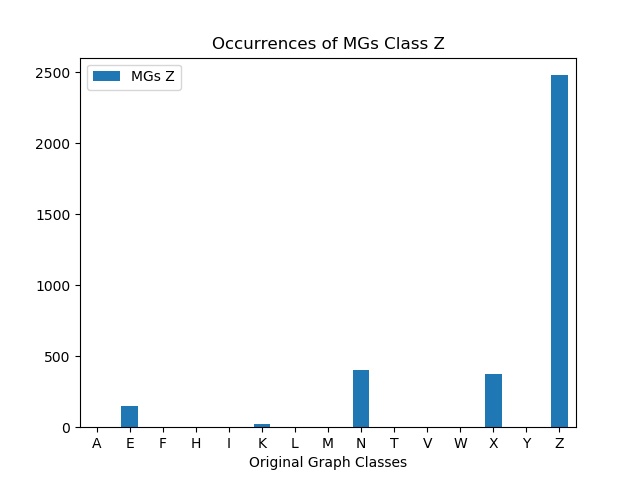 Occurrences of MGs Class Z
MGs Z
2500
2000
1500
1000
500
0
A E F H I K L M N T V W X Y Z
Original Graph Classes